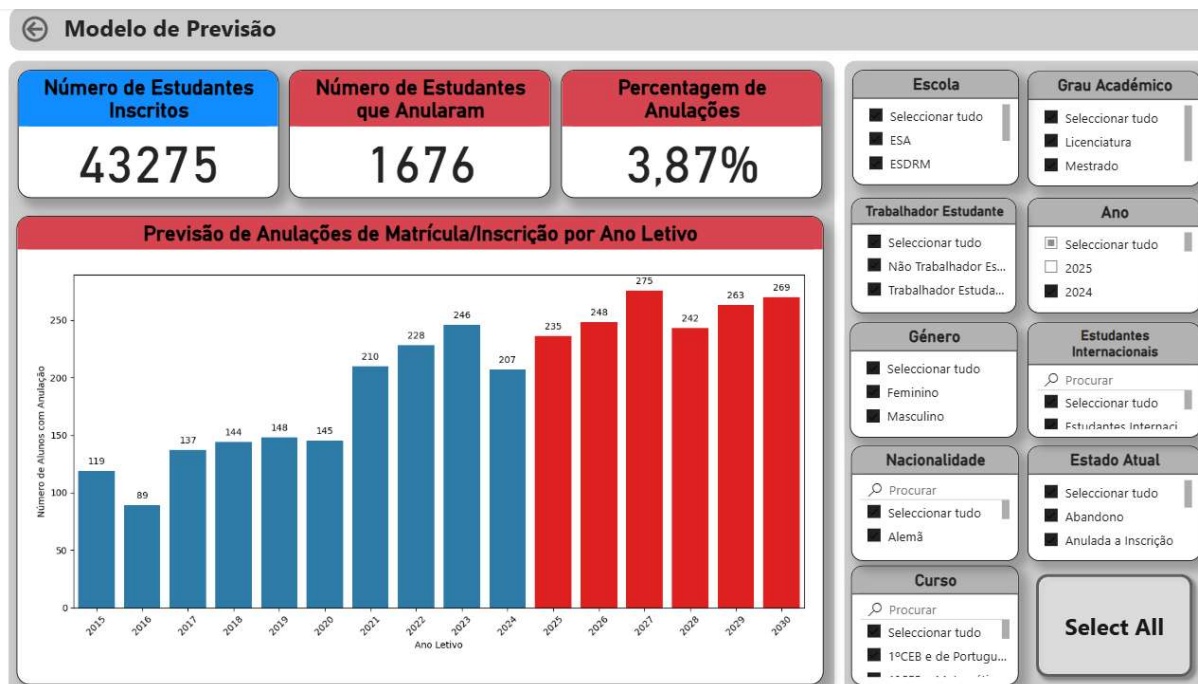 Modelo de Previsão
Número de Estudantes
Inscritos
43275
Número de Estudantes
que Anularam
1676
Percentagem de
Anulações
3,87%
Previsão de Anulações de Matrícula/Inscrição por Ano Letivo
Número de Alunos com Anulação
250
200
150
100
50
0
119
89
137
144
148
145
210
228
246
207
235
248
275
242
263
269
2015
2016
2017
2018
2019
2020
2021
2022
2023
2024
2025
2026
2027
2028
2029
2030
Ano Letivo
Escola
Seleccionar tudo
ESA
ESDRM
Grau Académico
Seleccionar tudo
Licenciatura
Mestrado
Trabalhador Estudante
Seleccionar tudo
Não Trabalhador Es...
Trabalhador Estuda...
Ano
Seleccionar tudo
2025
2024
Género
Seleccionar tudo
Feminino
Masculino
Estudantes
Internacionais
Procurar
Seleccionar tudo
Estudantes Internaci
Nacionalidade
Procurar
Seleccionar tudo
Alemã
Estado Atual
Seleccionar tudo
Abandono
Anulada a Inscrição
Curso
Procurar
Seleccionar tudo
1ºCEB e de Portugu...
Select All